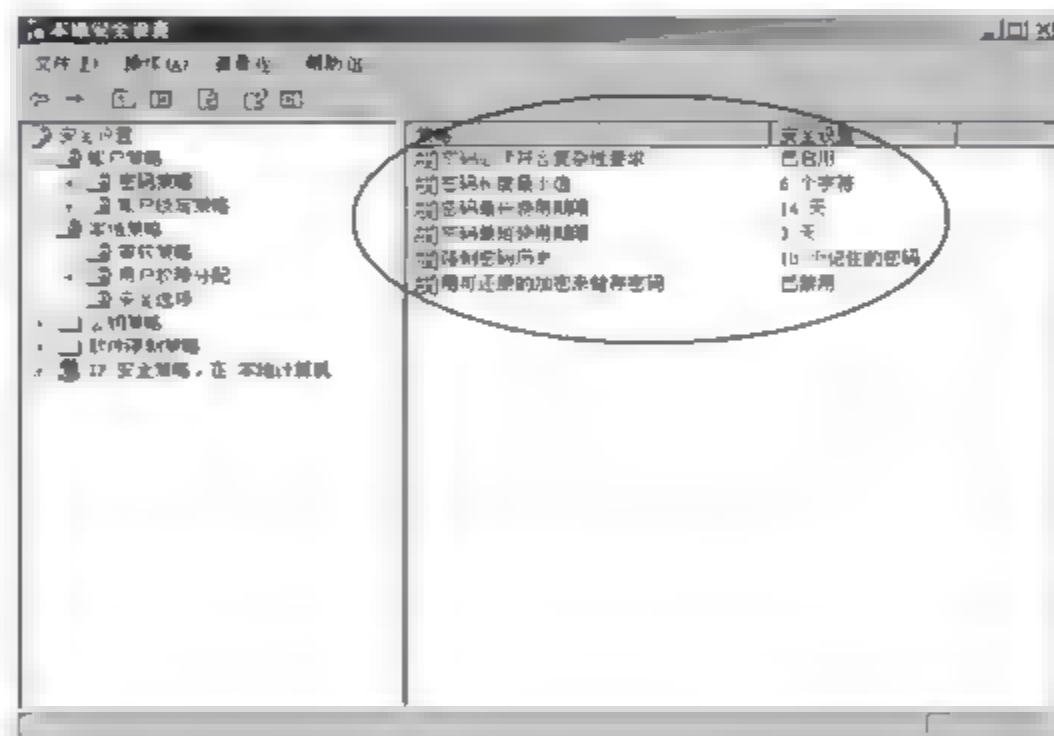 本地安全设置
文件(F) 操作(A) 查看(V) 帮助(H)
安全设置
帐户策略
密码策略
帐户锁定策略
本地策略
审核策略
用户权限分配
安全选项
公钥策略
软件限制策略
IP 安全策略，在 本地计算机
策略 安全设置
密码必须符合复杂性要求 已启用
密码长度最小值 6 个字符
密码最长使用期限 14 天
密码最短使用期限 天
强制密码历史 10 个记住的密码
用可还原的加密来储存密码 已禁用